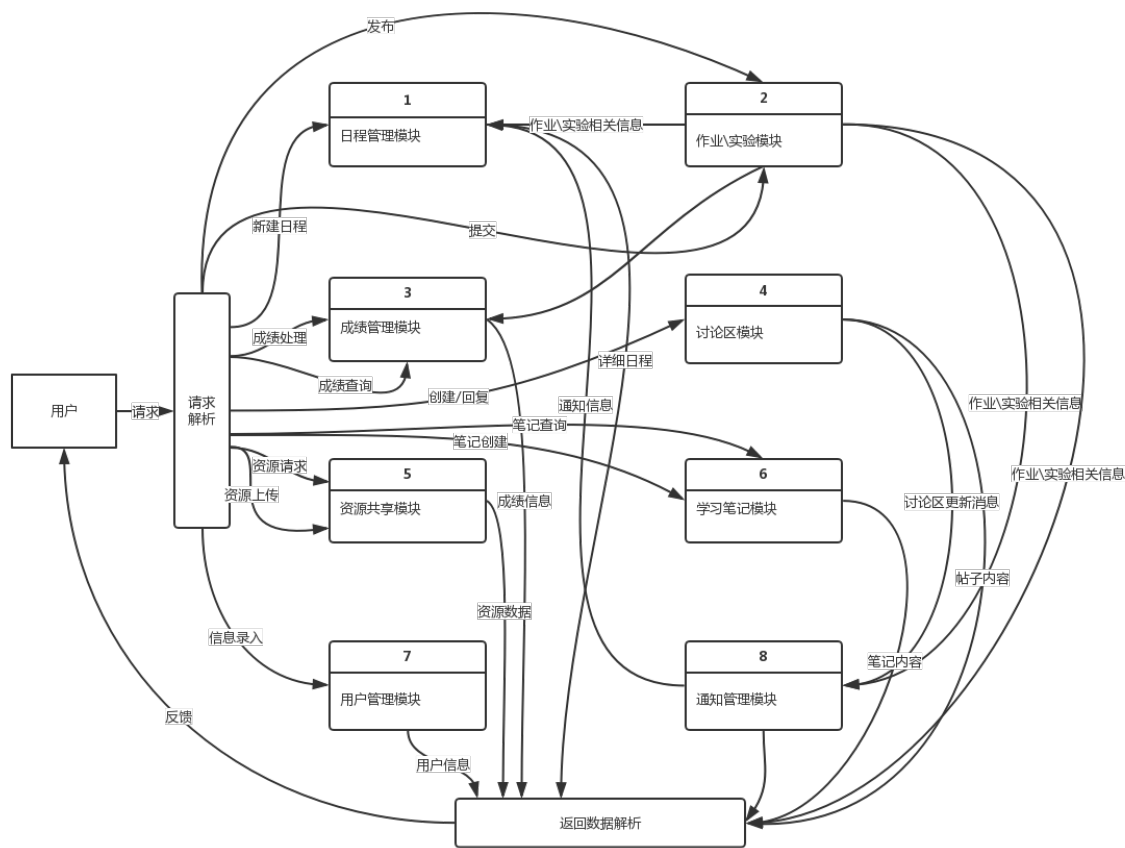 发布
1
日程管理模块
作业\实验相关信息
2
作业\实验模块
新建日程
提交
3
成绩管理模块
4
讨论区模块
成绩处理
成绩查询
详细日程
用户
请求
请求
解析
创建/回复
通知信息
作业\实验相关信息
笔记查询
笔记创建
资源请求
资源上传
5
资源共享模块
成绩信息
6
学习笔记模块
讨论区更新消息
作业\实验相关信息
帖子内容
资源数据
信息录入
7
用户管理模块
8
通知管理模块
笔记内容
反馈
用户信息
返回数据解析